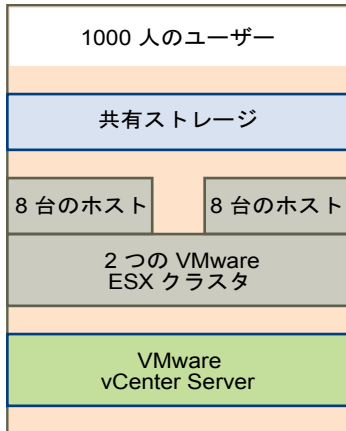 1000 人のユーザー
共有ストレージ
8 台のホスト
8 台のホスト
2 つの VMware
ESX クラスタ
VMware
vCenter Server